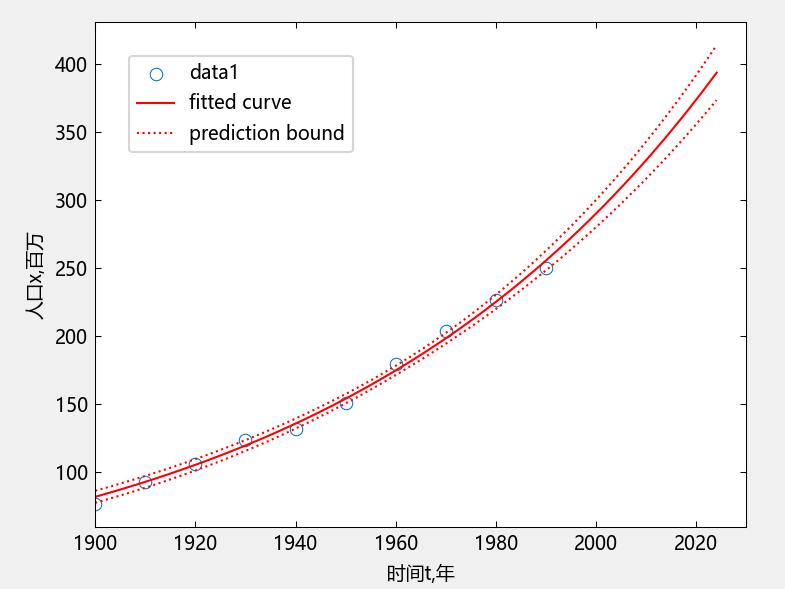 400
350
300
250
200
150
100
人口x,百万
data1
fitted curve
prediction bound
1900 1920 1940 1960 1980 2000 2020
时间t,年